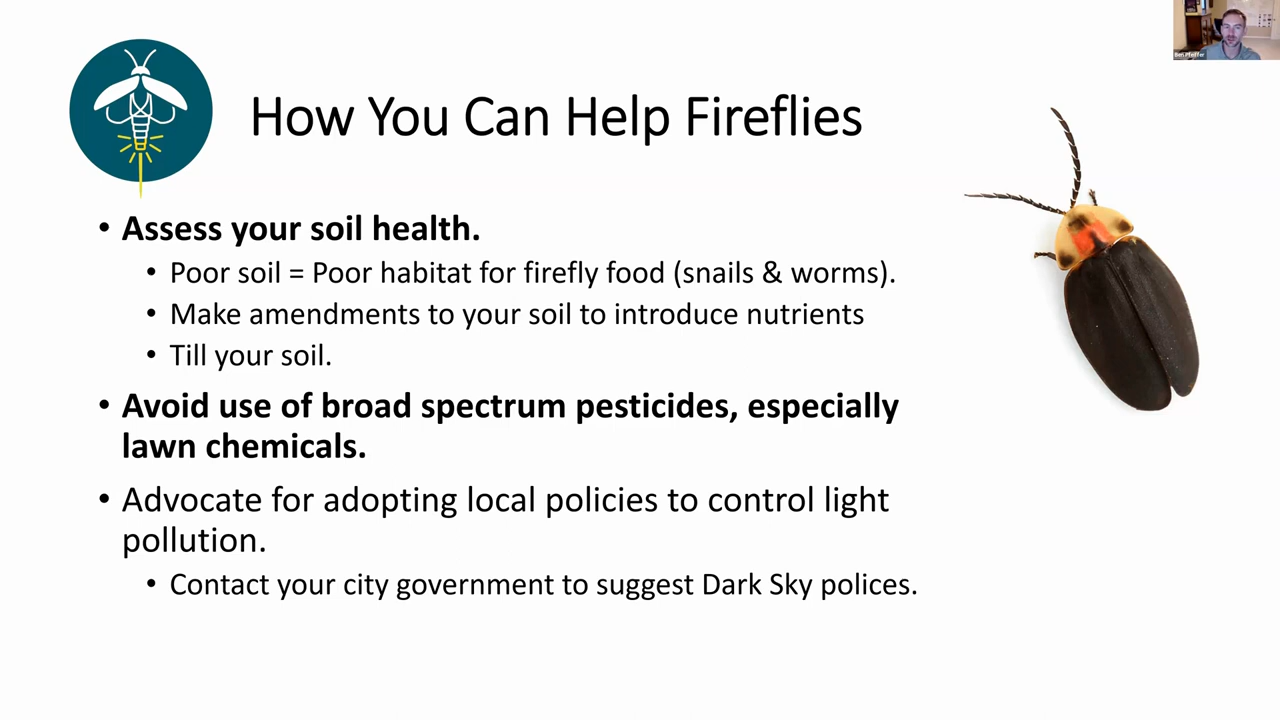 Ben Pfeiffer
How You Can Help Fireflies
• Assess your soil health.
• Poor soil = Poor habitat for firefly food (snails & worms).
• Make amendments to your soil to introduce nutrients
• Till your soil.
• Avoid use of broad spectrum pesticides, especially
lawn chemicals.
• Advocate for adopting local policies to control light
pollution.
• Contact your city government to suggest Dark Sky polices.